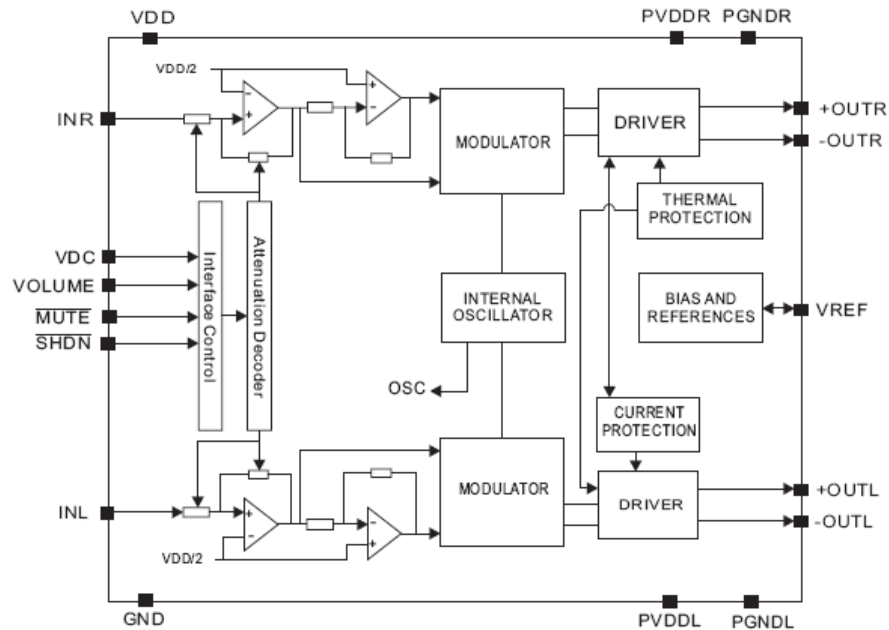 VDD
PVDDR
PGNDR
VDD/2
INR
+OUTR
-OUTR
MODULATOR
DRIVER
THERMAL
PROTECTION
VDC
VOLUME
MUTE
SHDN
Interface Control
Attenuation Decoder
INTERNAL
OSCILLATOR
BIAS AND
REFERENCES
VREF
OSC
CURRENT
PROTECTION
INL
VDD/2
MODULATOR
DRIVER
+OUTL
-OUTL
GND
PVDDL
PGNDL